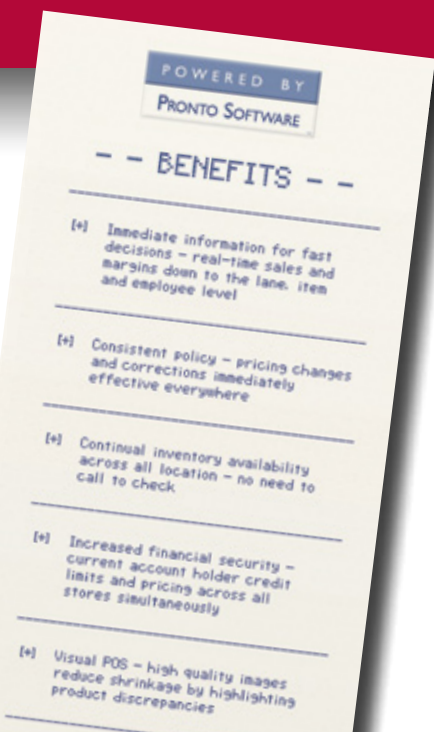 POWERED BY
PRONTO SOFTWARE
- - BENEFITS - -
[+] Immediate information for fast
decisions - real-time sales and
margins down to the lane, item
and employee level
[+] Consistent policy - pricing changes
and corrections immediately
effective everywhere
[+] Continual inventory availability
across all location - no need to
call to check
[+] Increased financial security -
current account holder credit
limits and pricing across all
stores simultaneously
[+] Visual POS - high quality images
reduce shrinkage by highlighting
product discrepancies